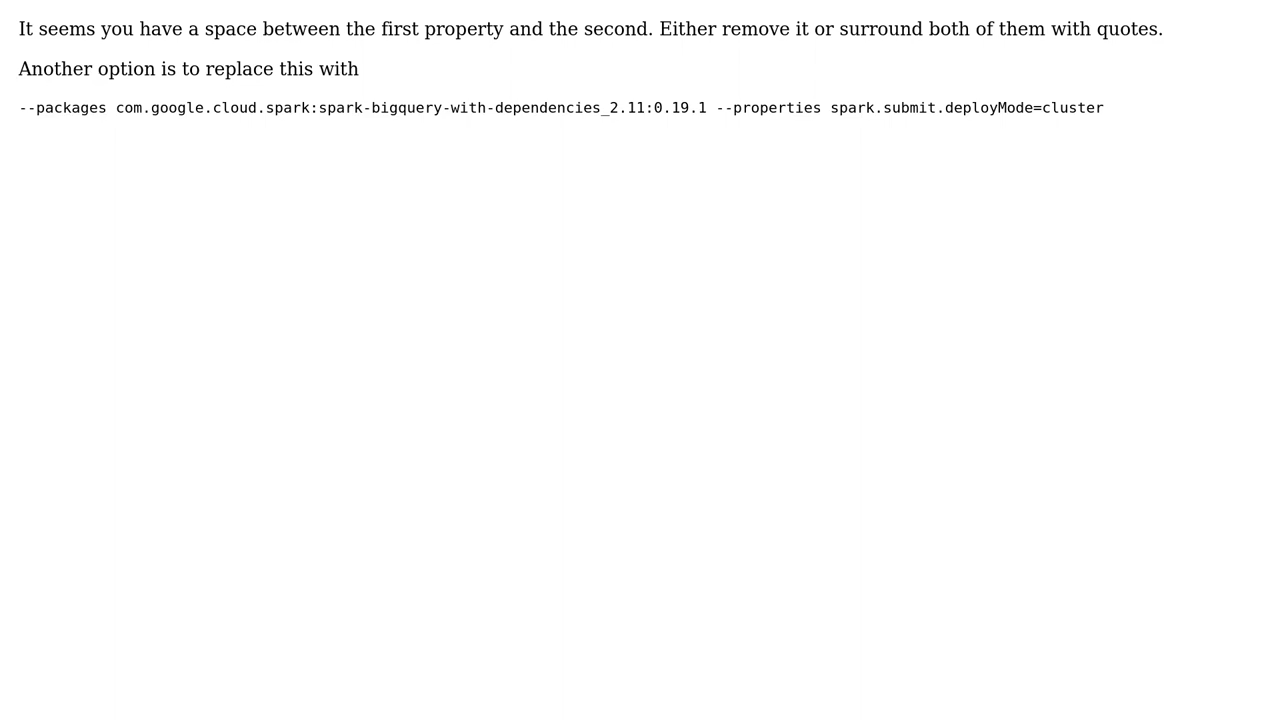 It seems you have a space between the first property and the second. Either remove it or surround both of them with quotes.
Another option is to replace this with
--packages com.google.cloud.spark:spark-bigquery-with-dependencies_2.11:0.19.1 --properties spark.submit.deployMode=cluster